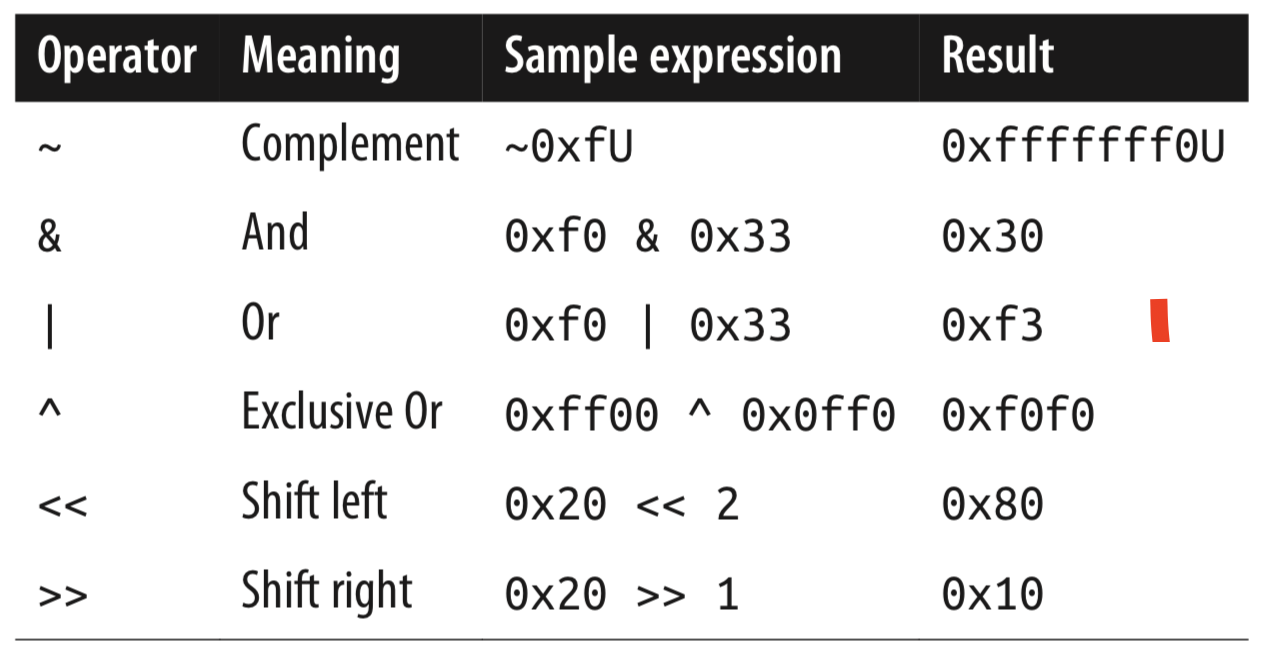 Operator Meaning Sample expression Result
~ Complement ~0xfU 0xfffffff0U
& And 0xf0 & 0x33 0x30
| Or 0xf0 | 0x33 0xf3
^ Exclusive Or 0xff00 ^ 0x0ff0 0xf0f0
<< Shift left 0x20 << 2 0x80
>> Shift right 0x20 >> 1 0x10